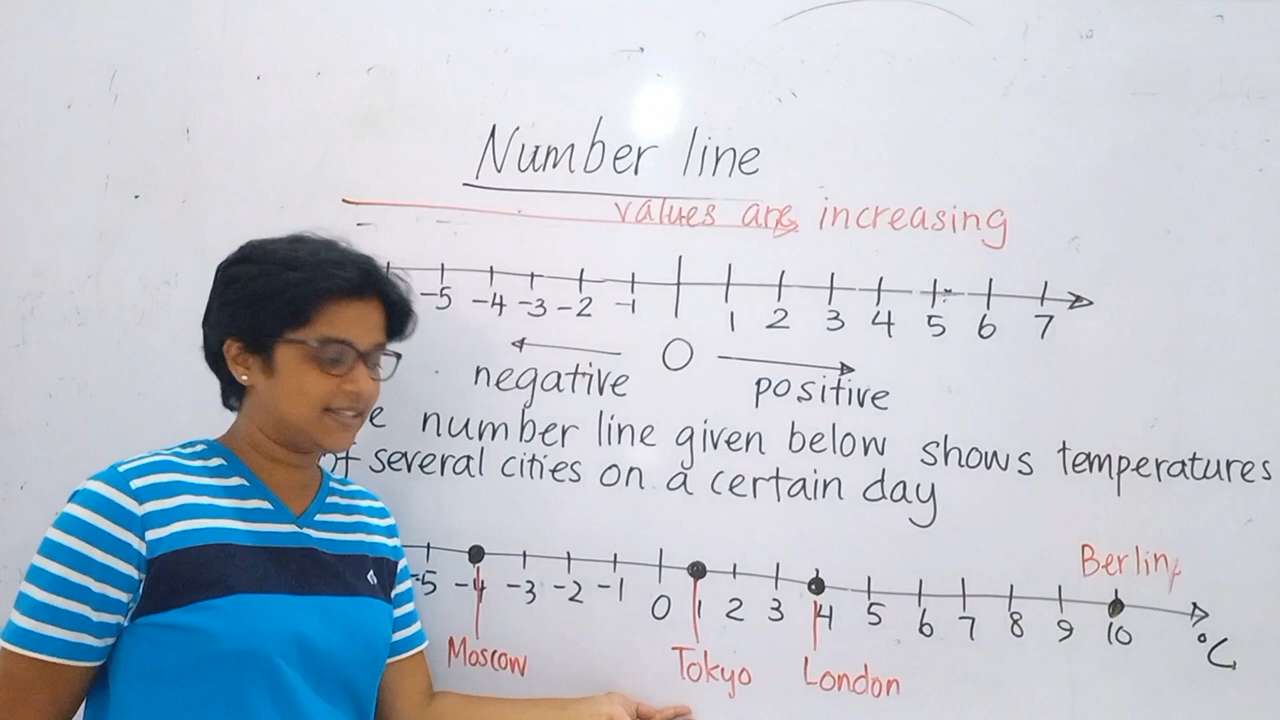 Number line
values are increasing
-5 -4 -3 -2 -1 0 1 2 3 4 5 6 7
negative positive
number line given below shows temperatures
of several cities on a certain day
Berlin
-5 -4 -3 -2 -1 0 1 2 3 4 5 6 7 8 9 10 °C
Moscow Tokyo London